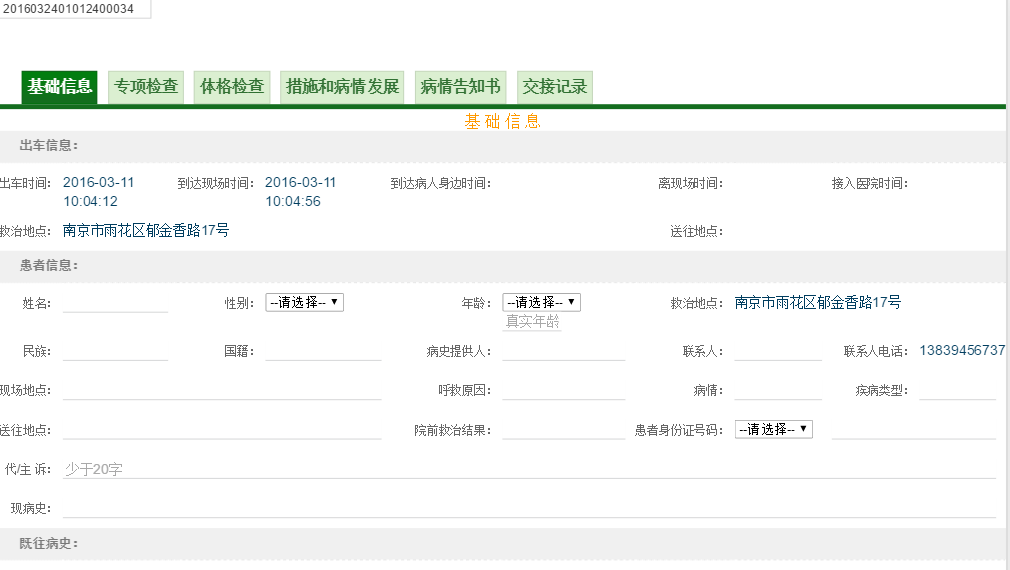 2016032401012400034
基础信息 专项检查 体格检查 措施和病情发展 病情告知书 交接记录
基 础 信 息
出车信息：
出车时间： 2016-03-11 10:04:12 到达现场时间： 2016-03-11 10:04:56 到达病人身边时间： 离现场时间： 接入医院时间：
救治地点： 南京市雨花区郁金香路17号 送往地点：
患者信息：
姓名： 性别： --请选择-- 年龄： --请选择-- 救治地点： 南京市雨花区郁金香路17号
真实年龄
民族： 国籍： 病史提供人： 联系人： 联系人电话： 13839456737
现场地点： 呼救原因： 病情： 疾病类型：
送往地点： 院前救治结果： 患者身份证号码： --请选择--
代/主 诉： 少于20字
现病史：
既往病史：